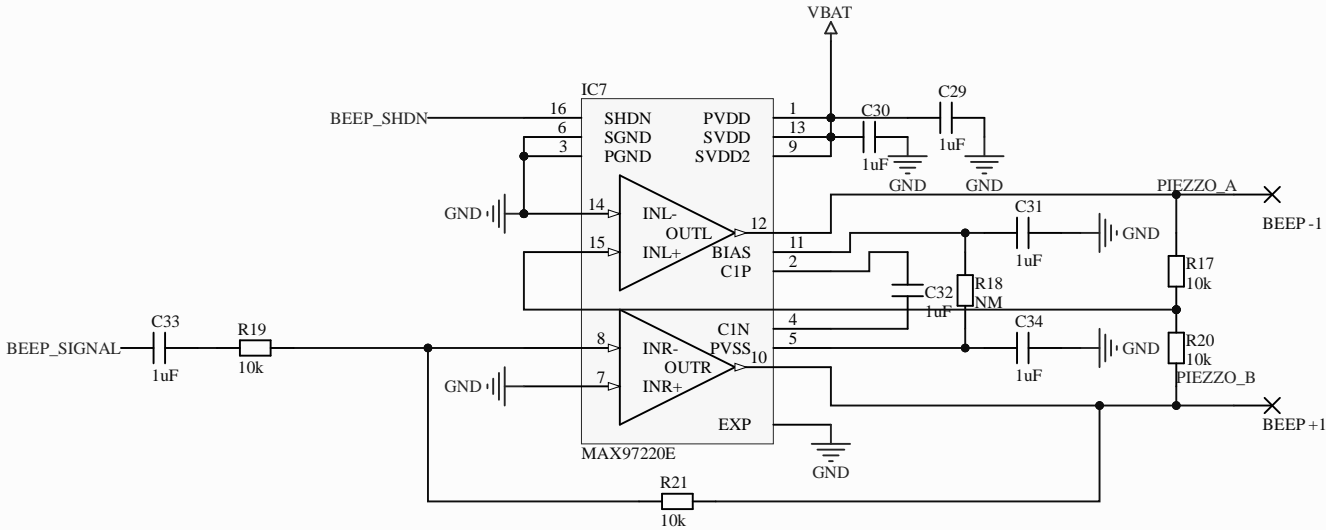 VBAT
IC7
BEEP_SHDN
16 SHDN PVDD 1
6 SGND SVDD 13
3 PGND SVDD2 9
C30
1uF
GND
C29
1uF
GND
GND
14 INL-
OUTL 12
15 INL+
BIAS 11
C1P 2
PIEZZO_A
BEEP-1
C31
1uF
GND
R17
10k
C32
1uF
R18
NM
C1N 4
PVSS 5
C34
1uF
GND
R20
10k
PIEZZO_B
BEEP_SIGNAL
C33
1uF
R19
10k
8 INR-
OUTR 10
GND
7 INR+
BEEP+1
EXP
GND
MAX97220E
R21
10k